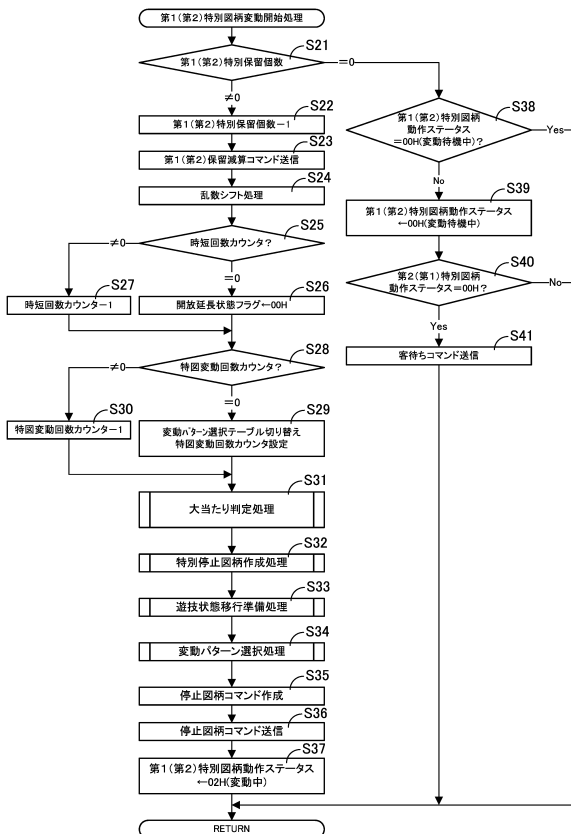 第1(第2)特別図柄変動開始処理
S21
第1(第2)特別保留個数
=0
≠0
S22
第1(第2)特別保留個数－1
S23
第1(第2)保留減算コマンド送信
S24
乱数シフト処理
S25
時短回数カウンタ?
≠0
=0
S27
時短回数カウンター1
S26
開放延長状態フラグ←00H
S28
特図変動回数カウンタ?
≠0
=0
S30
特図変動回数カウンター1
S29
変動パターン選択テーブル切り替え
特図変動回数カウンタ設定
S31
大当たり判定処理
S32
特別停止図柄作成処理
S33
遊技状態移行準備処理
S34
変動パターン選択処理
S35
停止図柄コマンド作成
S36
停止図柄コマンド送信
S37
第1(第2)特別図柄動作ステータス
←02H(変動中)
RETURN
S38
第1(第2)特別図柄
動作ステータス
=00H(変動待機中)?
Yes
No
S39
第1(第2)特別図柄動作ステータス
←00H(変動待機中)
S40
第2(第1)特別図柄
動作ステータス=00H?
No
Yes
S41
客待ちコマンド送信